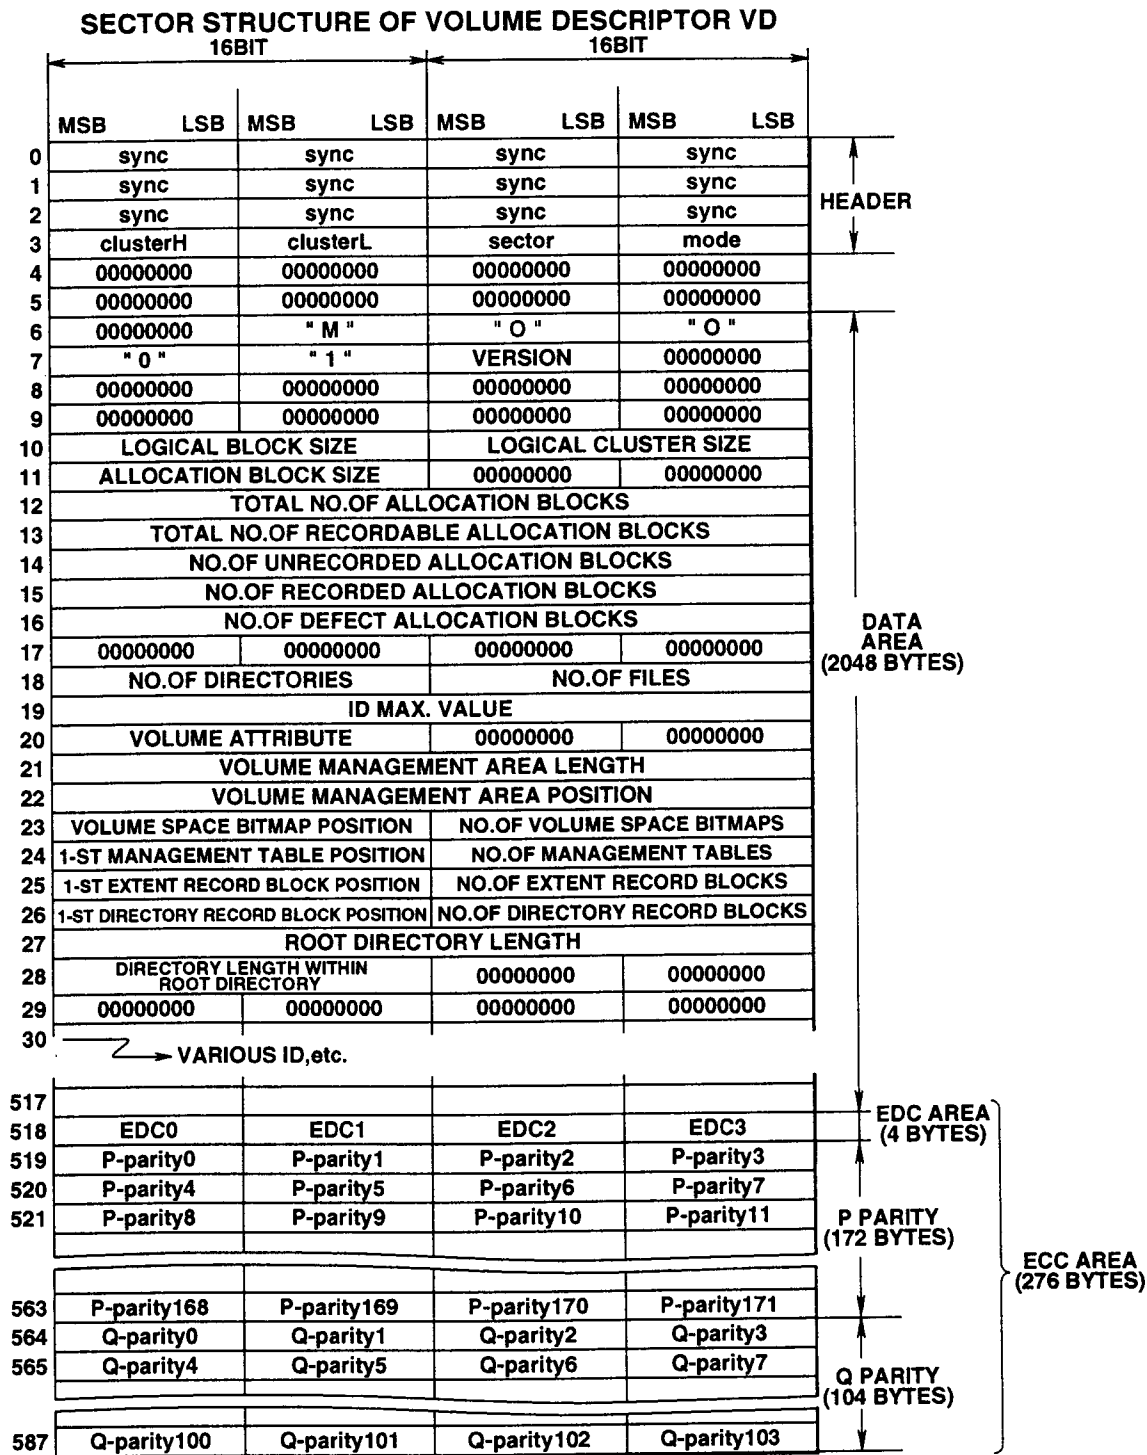 SECTOR STRUCTURE OF VOLUME DESCRIPTOR VD
16BIT 16BIT
MSB LSB MSB LSB MSB LSB MSB LSB
0 sync sync sync sync
1 sync sync sync sync
HEADER
2 sync sync sync sync
3 clusterH clusterL sector mode
4 00000000 00000000 00000000 00000000
5 00000000 00000000 00000000 00000000
6 00000000 " M " " O " " O "
7 " 0 " " 1 " VERSION 00000000
8 00000000 00000000 00000000 00000000
9 00000000 00000000 00000000 00000000
10 LOGICAL BLOCK SIZE LOGICAL CLUSTER SIZE
11 ALLOCATION BLOCK SIZE 00000000 00000000
12 TOTAL NO.OF ALLOCATION BLOCKS
13 TOTAL NO.OF RECORDABLE ALLOCATION BLOCKS
14 NO.OF UNRECORDED ALLOCATION BLOCKS
15 NO.OF RECORDED ALLOCATION BLOCKS
16 NO.OF DEFECT ALLOCATION BLOCKS
DATA
AREA
(2048 BYTES)
17 00000000 00000000 00000000 00000000
18 NO.OF DIRECTORIES NO.OF FILES
19 ID MAX. VALUE
20 VOLUME ATTRIBUTE 00000000 00000000
21 VOLUME MANAGEMENT AREA LENGTH
22 VOLUME MANAGEMENT AREA POSITION
23 VOLUME SPACE BITMAP POSITION NO.OF VOLUME SPACE BITMAPS
24 1-ST MANAGEMENT TABLE POSITION NO.OF MANAGEMENT TABLES
25 1-ST EXTENT RECORD BLOCK POSITION NO.OF EXTENT RECORD BLOCKS
26 1-ST DIRECTORY RECORD BLOCK POSITION NO.OF DIRECTORY RECORD BLOCKS
27 ROOT DIRECTORY LENGTH
28 DIRECTORY LENGTH WITHIN
ROOT DIRECTORY 00000000 00000000
29 00000000 00000000 00000000 00000000
30
VARIOUS ID,etc.
517
EDC AREA
(4 BYTES)
518 EDC0 EDC1 EDC2 EDC3
519 P-parity0 P-parity1 P-parity2 P-parity3
520 P-parity4 P-parity5 P-parity6 P-parity7
521 P-parity8 P-parity9 P-parity10 P-parity11
P PARITY
(172 BYTES)
ECC AREA
(276 BYTES)
563 P-parity168 P-parity169 P-parity170 P-parity171
564 Q-parity0 Q-parity1 Q-parity2 Q-parity3
565 Q-parity4 Q-parity5 Q-parity6 Q-parity7
Q PARITY
(104 BYTES)
587 Q-parity100 Q-parity101 Q-parity102 Q-parity103